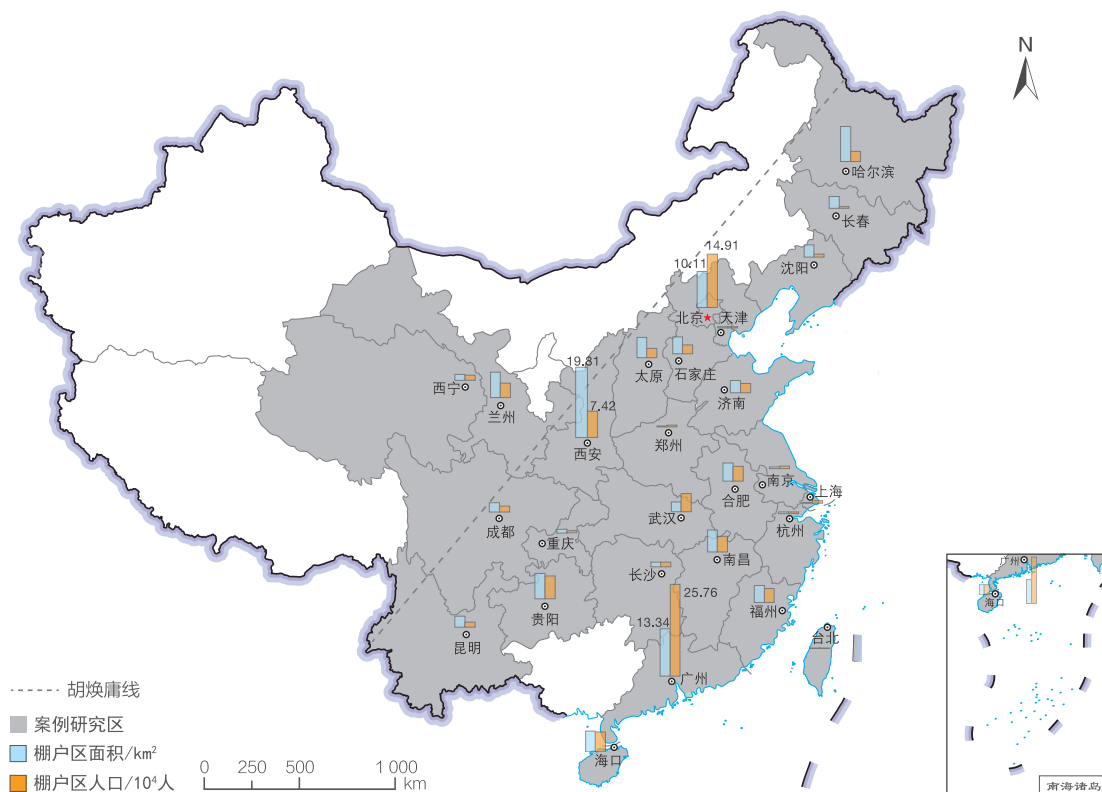 N
哈尔滨
长春
14.91
10.11
沈阳
北京
天津
19.31
太原
石家庄
西宁
济南
兰州
7.42
郑州
西安
南京
合肥
上海
成都
武汉
杭州
重庆
南昌
长沙
广州
25.76
海口
贵阳
福州
13.34
昆明
台北
广州
胡焕庸线
案例研究区
棚户区面积/km²
海口
棚户区人口/10⁴人
0 250 500 1 000
km
南海诸岛